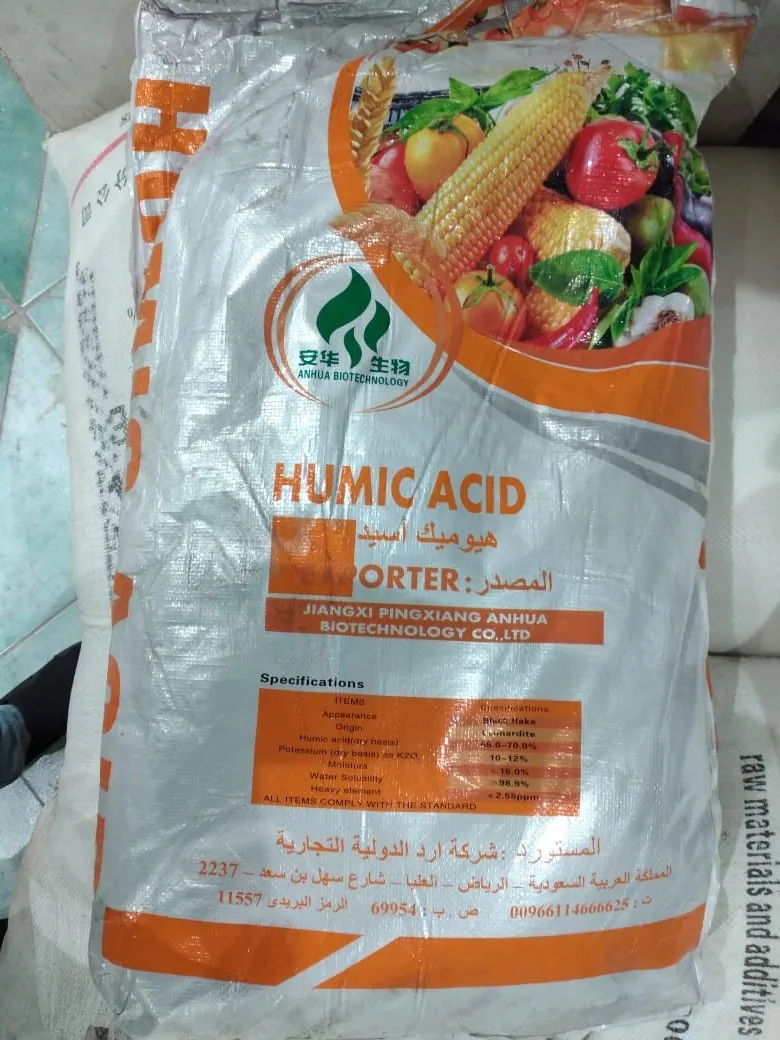 安华 生物
ANHUA BIOTECHNOLOGY
HUMIC ACID
هيوميك أسيد
المصدر:
JIANGXI PINGXIANG ANHUA
BIOTECHNOLOGY CO.,LTD
Specifications
ITEMS Specifications
Appearance Black flake
Origin Leonardite
Humic acid(dry basis) 70.0%
Potassium (dry basis) as K2O 10-12%
Moisture 15.0%
Water Solubility 98.9%
Heavy element <2.55ppm
ALL ITEMS COMPLY WITH THE STANDARD
المستورد : شركة ارد الدولية التجارية
المملكة العربية السعودية – الرياض – العليا – شارع سهل بن سعد – 2237
ت : 00966114666625 ص . ب : 69954 الرمز البريدى 11557
raw materials and additives